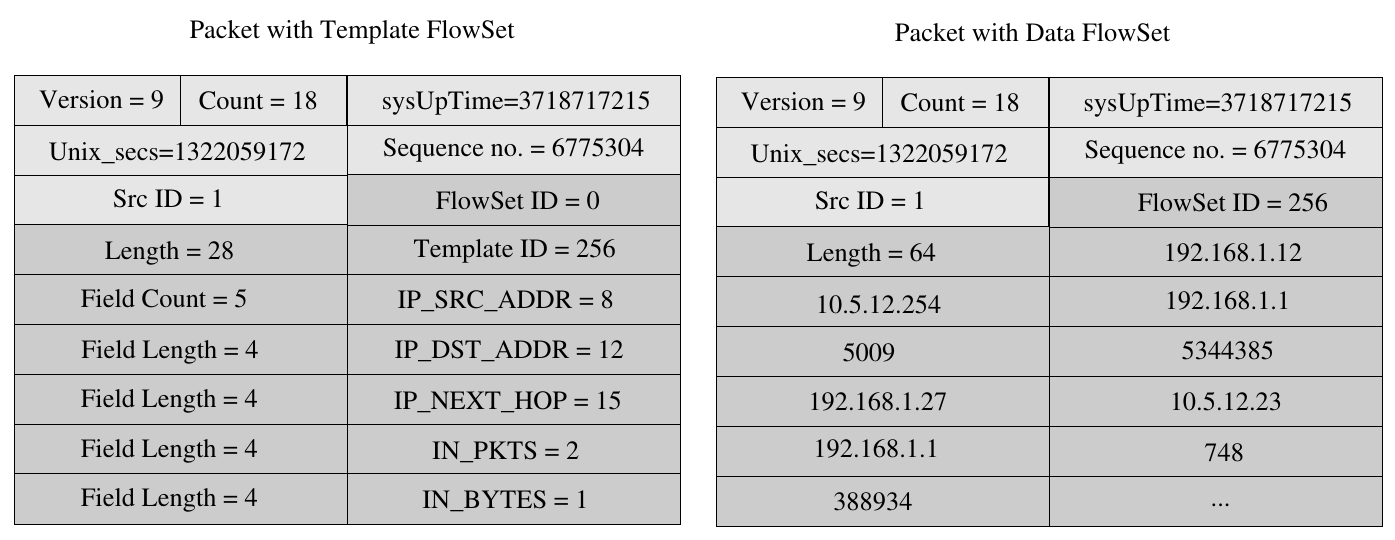 Packet with Template FlowSet
Version = 9
Count = 18
sysUpTime=3718717215
Unix_secs=1322059172
Sequence no. = 6775304
Src ID = 1
FlowSet ID = 0
Length = 28
Template ID = 256
Field Count = 5
IP_SRC_ADDR = 8
Field Length = 4
IP_DST_ADDR = 12
Field Length = 4
IP_NEXT_HOP = 15
Field Length = 4
IN_PKTS = 2
Field Length = 4
IN_BYTES = 1
Field Length = 4
Packet with Data FlowSet
Version = 9
Count = 18
sysUpTime=3718717215
Unix_secs=1322059172
Sequence no. = 6775304
Src ID = 1
FlowSet ID = 256
Length = 64
192.168.1.12
10.5.12.254
192.168.1.1
5009
5344385
192.168.1.27
10.5.12.23
192.168.1.1
748
388934
...